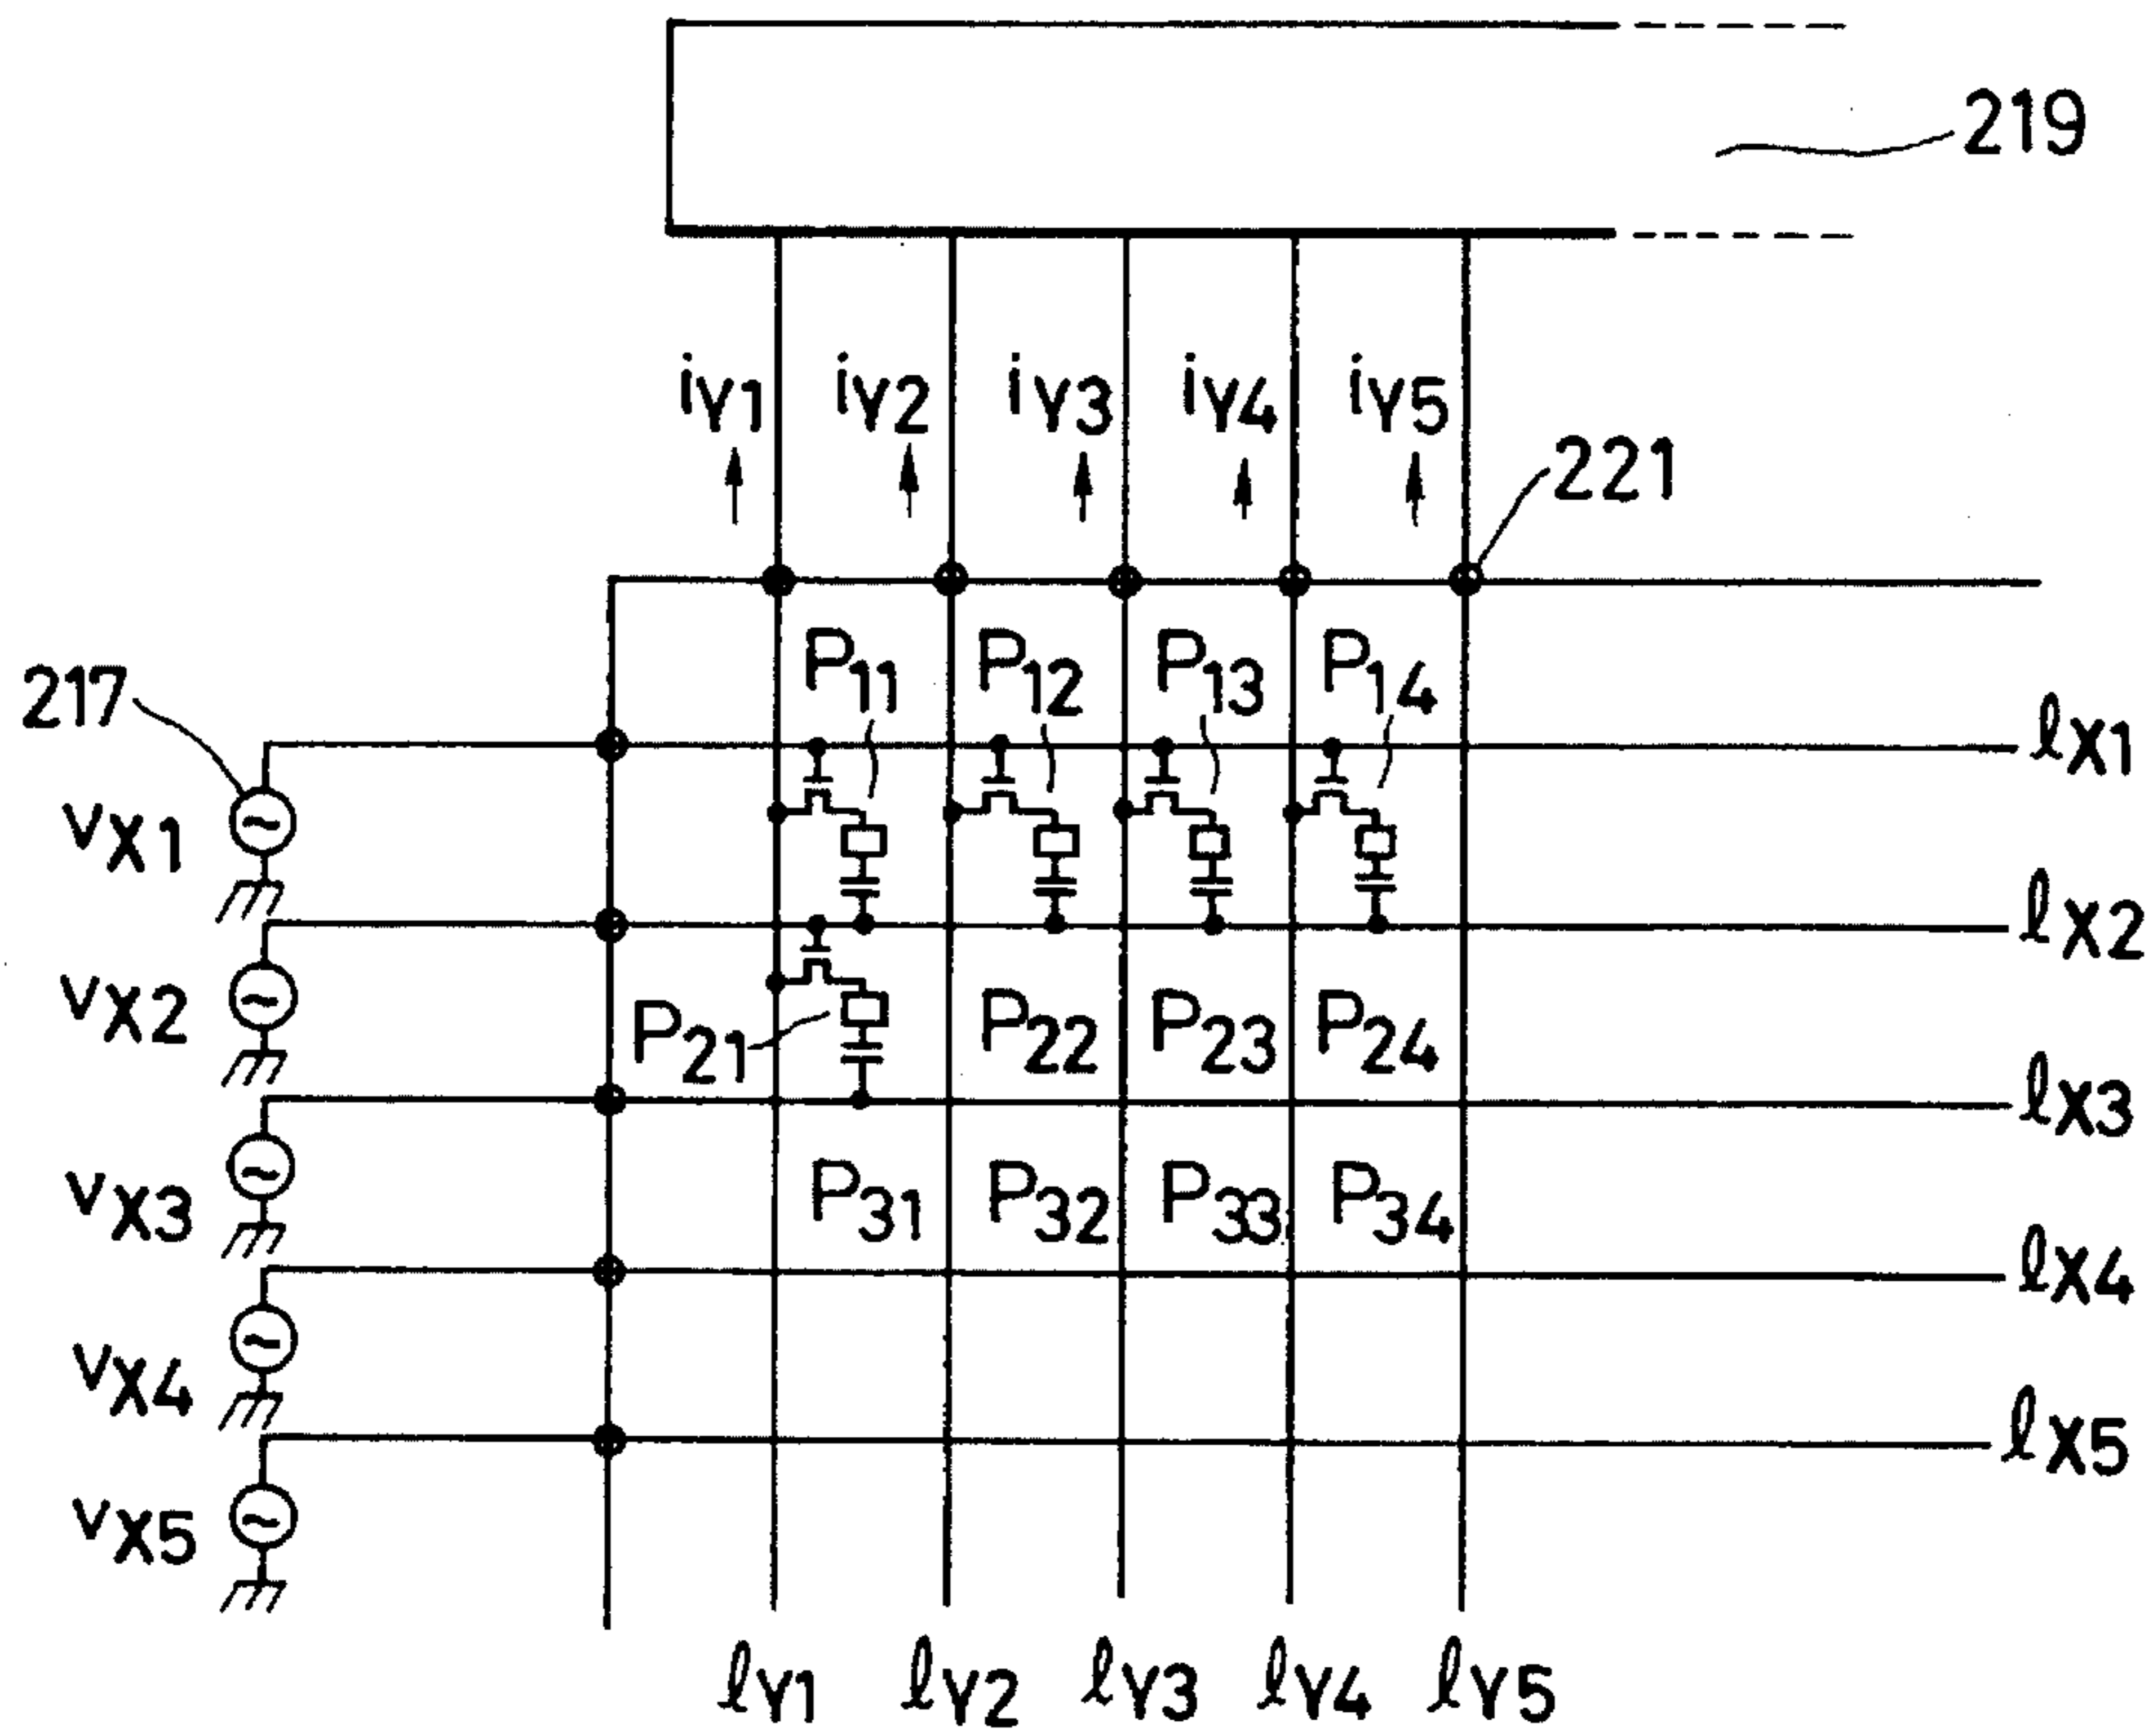 219
iY1 iY2 iY3 iY4 iY5
221
P11 P12 P13 P14
217
ℓX1
vX1
ℓX2
vX2
P21 P22 P23 P24
ℓX3
vX3
P31 P32 P33 P34
ℓX4
vX4
ℓX5
vX5
ℓY1 ℓY2 ℓY3 ℓY4 ℓY5